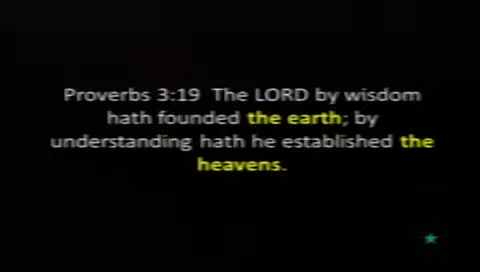 Proverbs 3:19  The LORD by wisdom
hath founded the earth; by
understanding hath he established the
heavens.